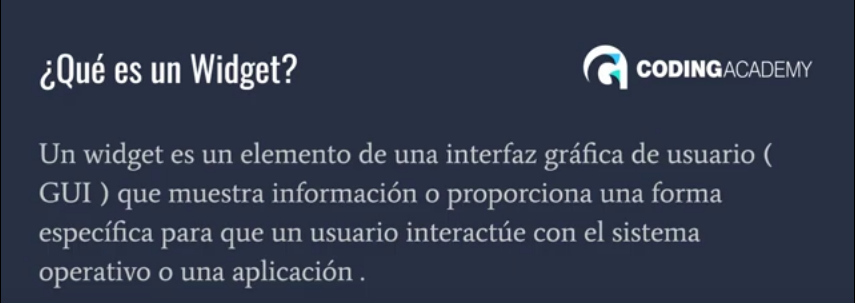 ¿Qué es un Widget?
CODINGACADEMY
Un widget es un elemento de una interfaz gráfica de usuario (
GUI ) que muestra información o proporciona una forma
específica para que un usuario interactúe con el sistema
operativo o una aplicación .